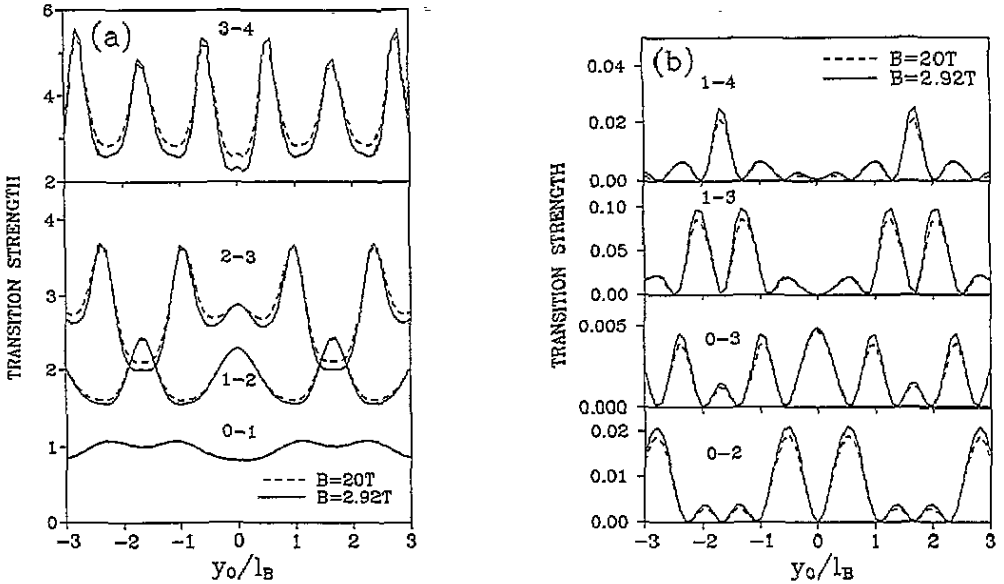 (a)
6
3-4
4
2
TRANSITION STRENGTH
4
2-3
3
2
1-2
0-1
1
B=20T
B=2.92T
0
-3 -2 -1 0 1 2 3
y₀/l_B
(b)
0.04
B=20T
B=2.92T
1-4
0.02
0.00
1-3
0.10
0.05
0.00
TRANSITION STRENGTH
0.005
0-3
0.000
0.02
0-2
0.01
0.00
-3 -2 -1 0 1 2 3
y₀/l_B